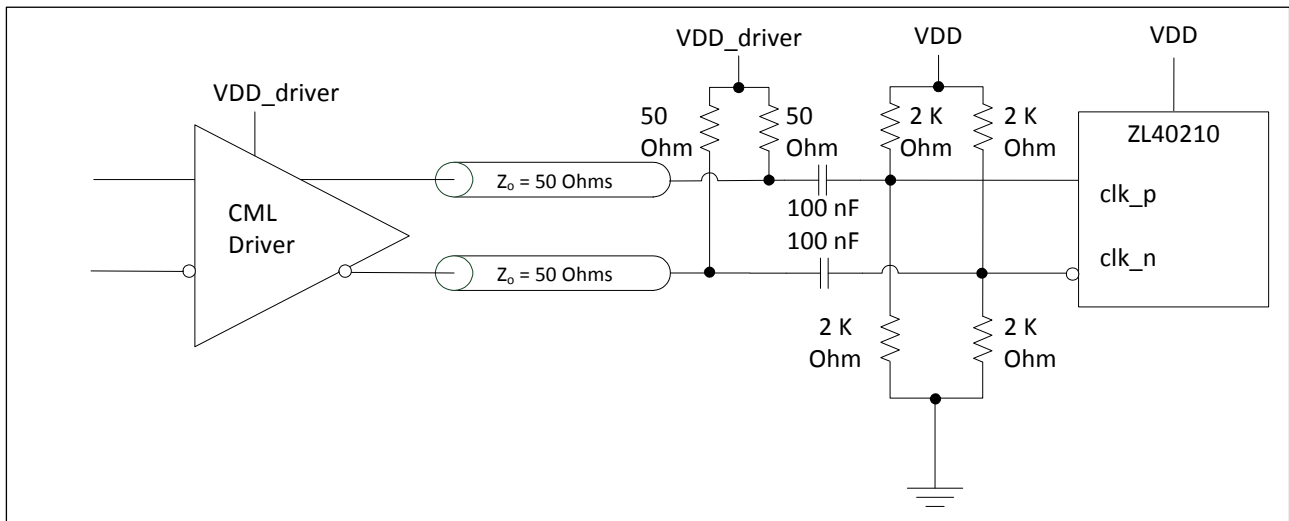 VDD_driver
VDD
VDD
VDD_driver
50
Ohm
50
Ohm
2 K
Ohm
2 K
Ohm
ZL40210
Zo = 50 Ohms
CML
Driver
100 nF
clk_p
100 nF
Zo = 50 Ohms
clk_n
2 K
Ohm
2 K
Ohm